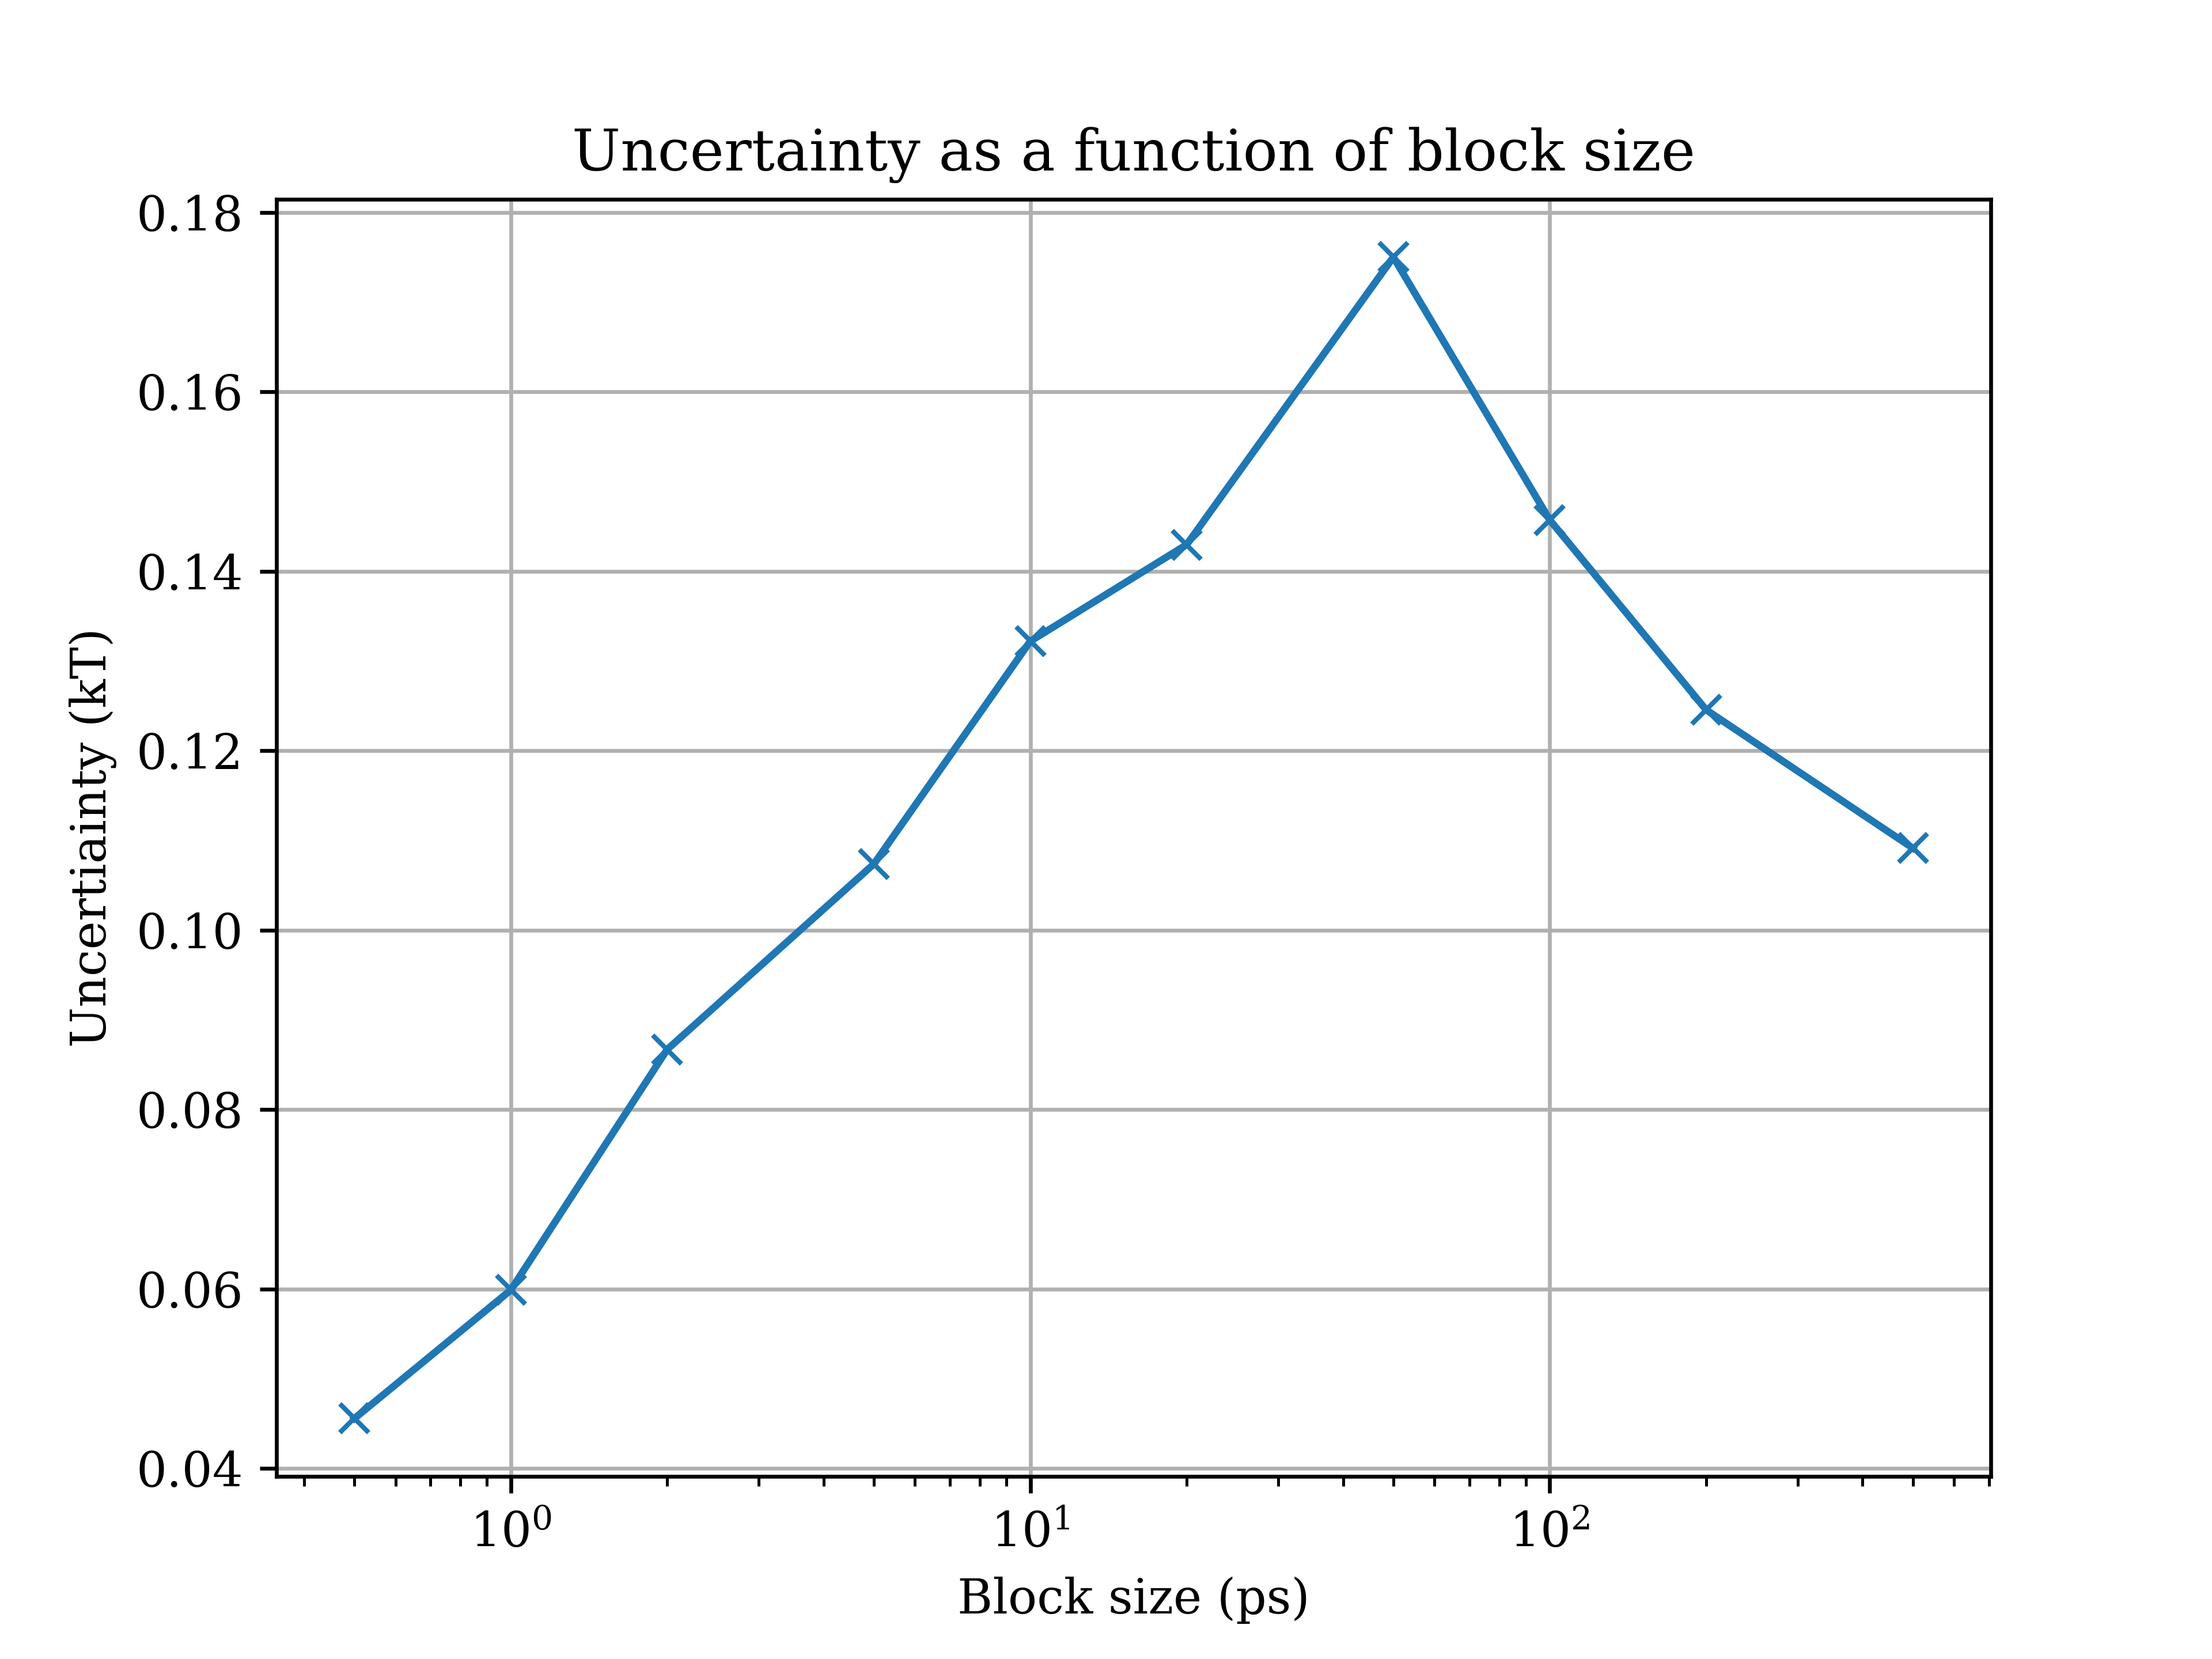 Uncertainty as a function of block size
0.18
0.16
0.14
0.12
0.10
0.08
0.06
0.04
Uncertiainty (kT)
10⁰ 10¹ 10²
Block size (ps)